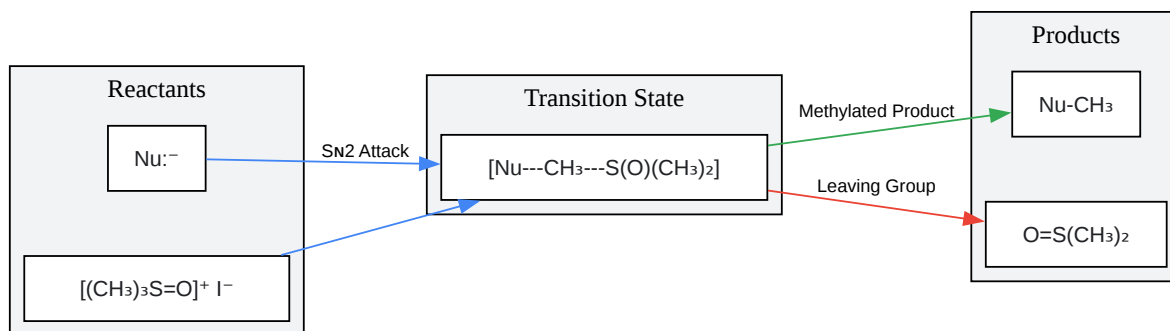 Reactants
Nu:⁻
[(CH₃)₃S=O]⁺ I⁻
Sɴ2 Attack
Transition State
[Nu---CH₃---S(O)(CH₃)₂]
Methylated Product
Leaving Group
Products
Nu-CH₃
O=S(CH₃)₂